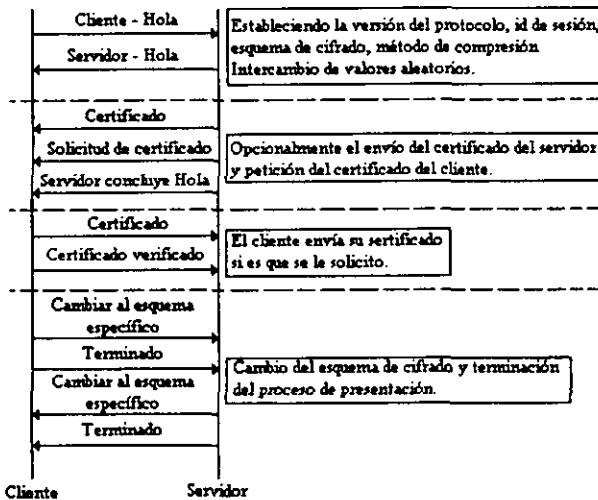 Cliente - Hola
Servidor - Hola
Estableciendo la versión del protocolo, id de sesión,
esquema de cifrado, método de compresión
Intercambio de valores aleatorios.
Certificado
Solicitud de certificado
Servidor concluye Hola
Opcionalmente el envío del certificado del servidor
y petición del certificado del cliente.
Certificado
Certificado verificado
El cliente envía su sertificado
si es que se le solicito.
Cambiar al esquema
específico
Terminado
Cambiar al esquema
específico
Terminado
Cambio del esquema de cifrado y terminación
del proceso de presentación.
Cliente
Servidor